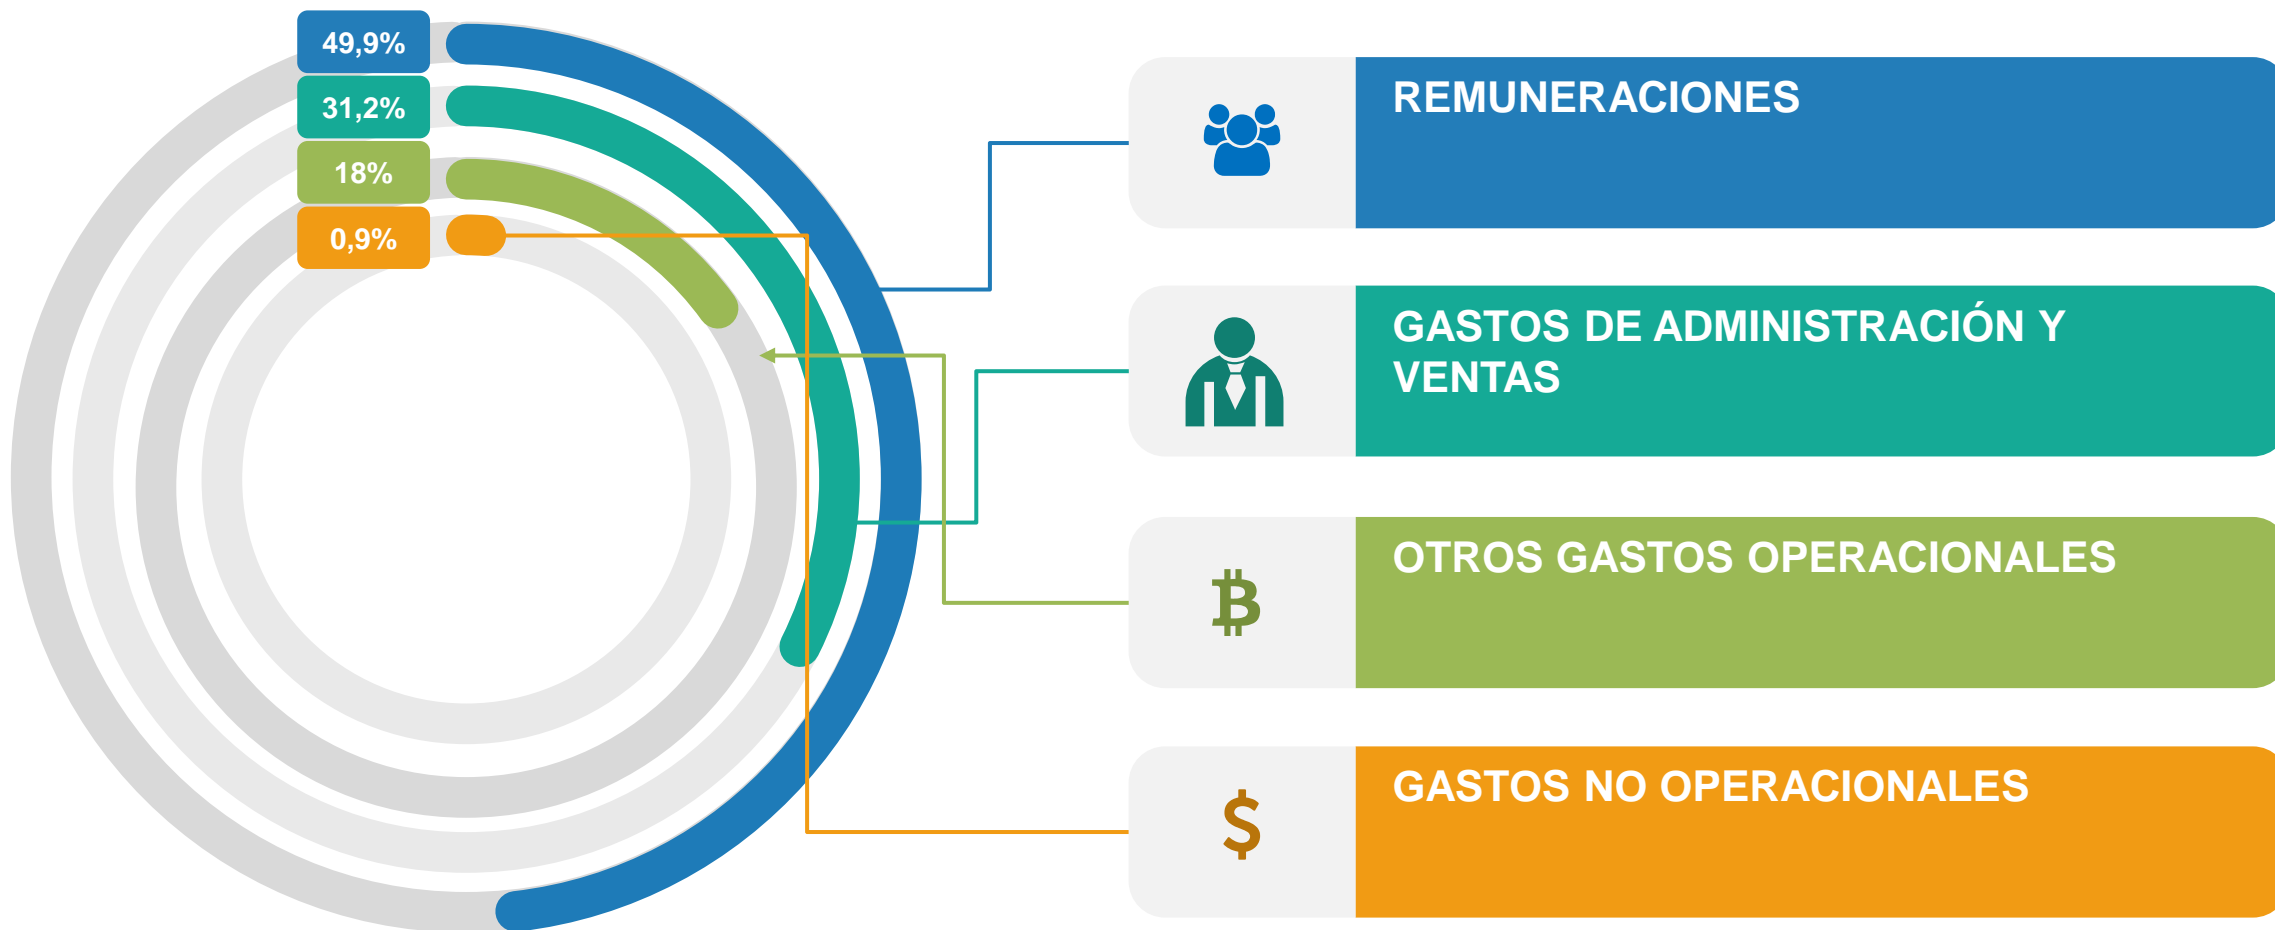 49,9%
31,2%
18%
0,9%
REMUNERACIONES
GASTOS DE ADMINISTRACIÓN Y
VENTAS
OTROS GASTOS OPERACIONALES
GASTOS NO OPERACIONALES